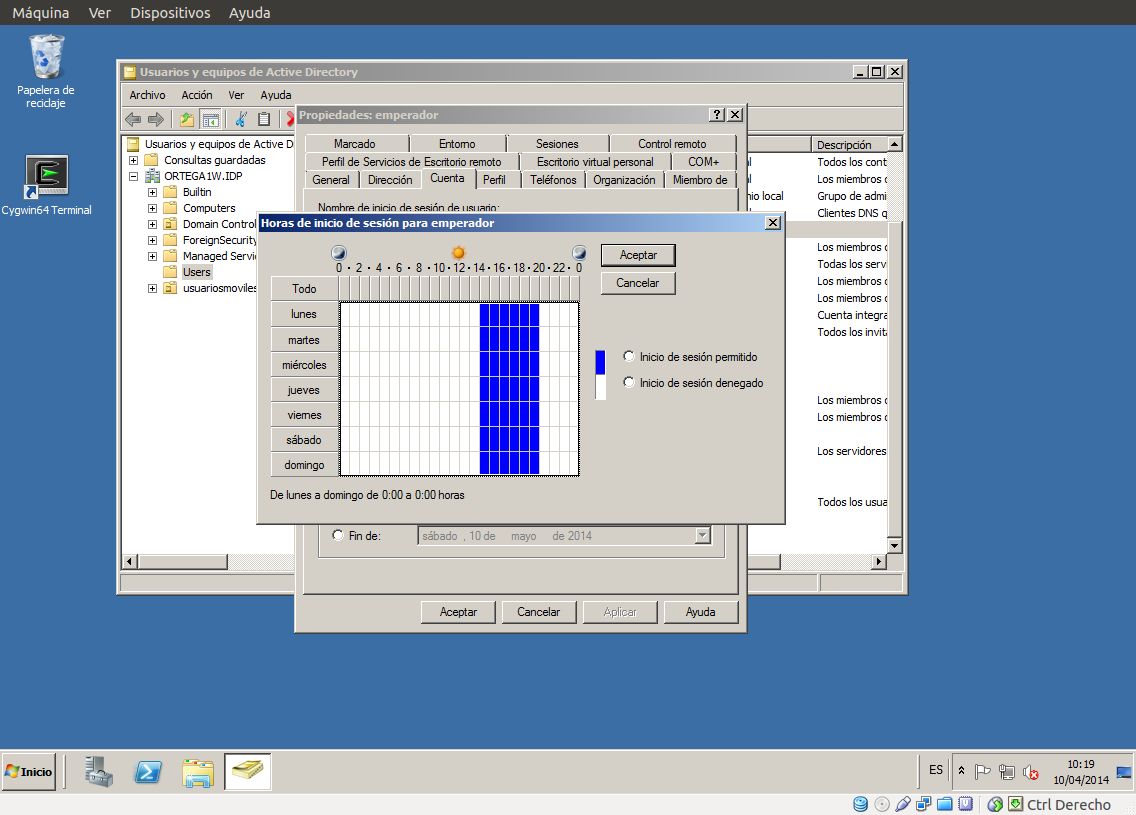 Máquina Ver Dispositivos Ayuda
Papelera de
reciclaje
Cygwin64 Terminal
Usuarios y equipos de Active Directory
Archivo Acción Ver Ayuda
Usuarios y equipos de Active D
Consultas guardadas
ORTEGA1W.IDP
Builtin
Computers
Domain Control
ForeignSecurity
Managed Servi
Users
usuariosmoviles
Descripción
Todos los cont
Los miembros d
nio local Grupo de admi
Clientes DNS q
Los miembros d
Todas los serv
Los miembros d
Los miembros d
Cuenta integra
Todos los invita
Los miembros d
Los miembros d
Los servidores
Todos los usua
Propiedades: emperador
Marcado Entorno Sesiones Control remoto
Perfil de Servicios de Escritorio remoto Escritorio virtual personal COM+
General Dirección Cuenta Perfil Teléfonos Organización Miembro de
Nombre de inicio de sesión de usuario:
Horas de inicio de sesión para emperador
0 · 2 · 4 · 6 · 8 · 10 · 12 · 14 · 16 · 18 · 20 · 22 · 0
Todo
lunes
martes
miércoles
jueves
viernes
sábado
domingo
De lunes a domingo de 0:00 a 0:00 horas
Aceptar
Cancelar
Inicio de sesión permitido
Inicio de sesión denegado
Fin de: sábado , 10 de mayo de 2014
Aceptar Cancelar Aplicar Ayuda
Inicio
ES
10:19
10/04/2014
Ctrl Derecho